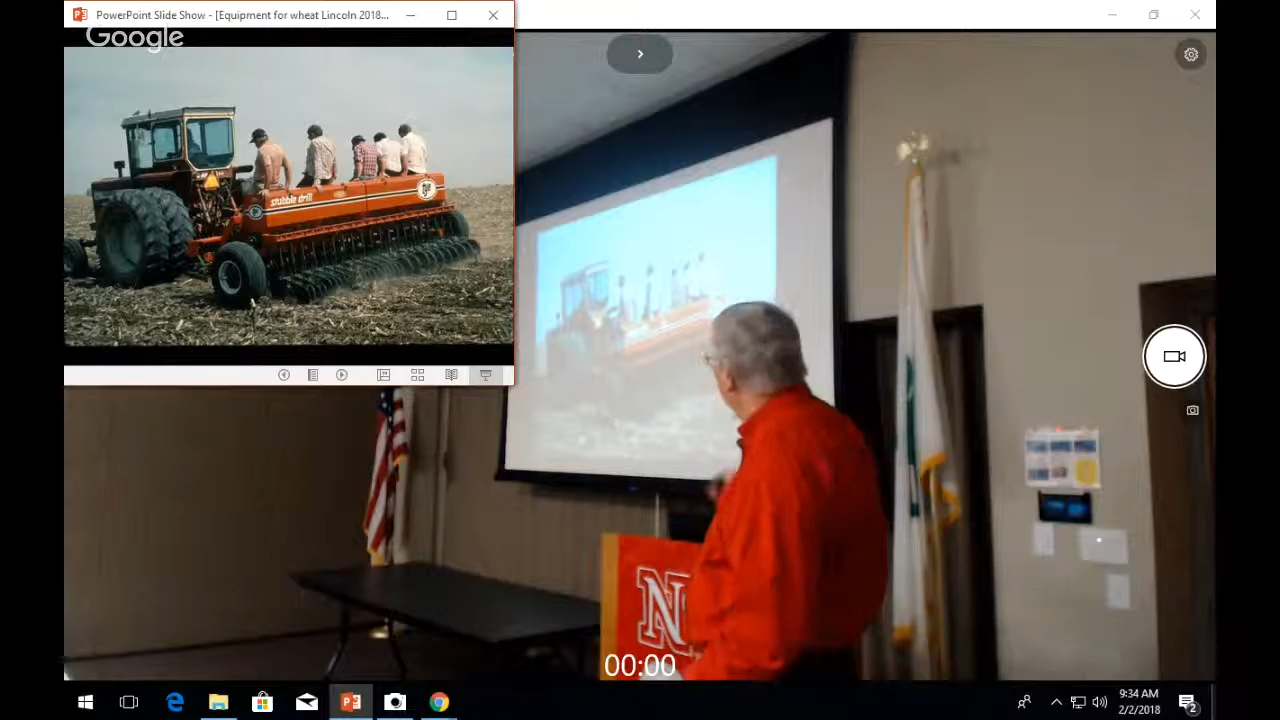 PowerPoint Slide Show - [Equipment for wheat Lincoln 2018...
Google
stubble drill
tye
N
00:00
9:34 AM
2/2/2018
2